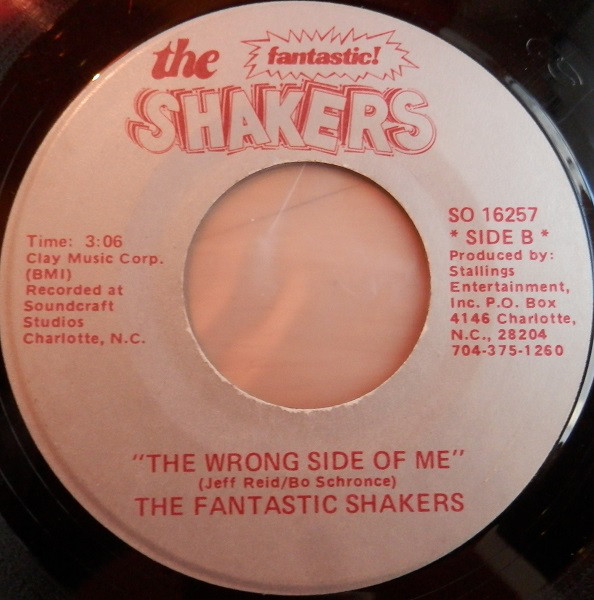 the fantastic!
SHAKERS
Time: 3:06
Clay Music Corp.
(BMI)
Recorded at
Soundcraft
Studios
Charlotte, N.C.
SO 16257
* SIDE B *
Produced by:
Stallings
Entertainment,
Inc. P.O. Box
4146 Charlotte,
N.C., 28204
704-375-1260
"THE WRONG SIDE OF ME"
(Jeff Reid/Bo Schronce)
THE FANTASTIC SHAKERS